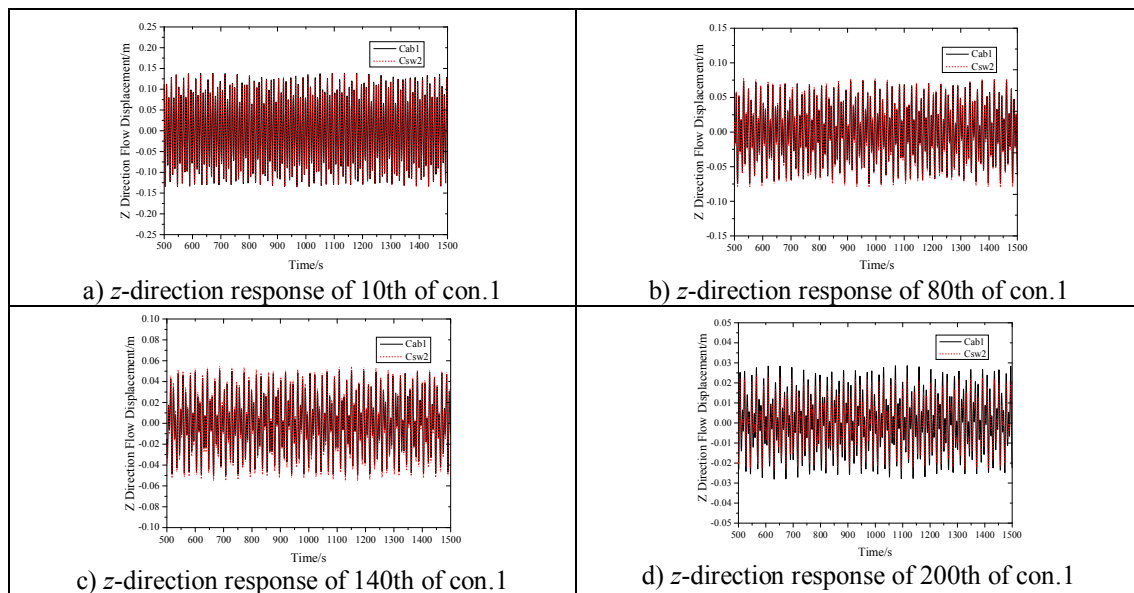 Z Direction Flow Displacement/m
0.25
0.20
0.15
0.10
0.05
0.00
-0.05
-0.10
-0.15
-0.20
-0.25
Cab1
Csw2
500 600 700 800 900 1000 1100 1200 1300 1400 1500
Time/s
a) z-direction response of 10th of con.1
Z Direction Flow Displacement/m
0.15
0.10
0.05
0.00
-0.05
-0.10
-0.15
Cab1
Csw2
500 600 700 800 900 1000 1100 1200 1300 1400 1500
Time/s
b) z-direction response of 80th of con.1
Z Direction Flow Displacement/m
0.10
0.08
0.06
0.04
0.02
0.00
-0.02
-0.04
-0.06
-0.08
-0.10
Cab1
Csw2
500 600 700 800 900 1000 1100 1200 1300 1400 1500
Time/s
c) z-direction response of 140th of con.1
Z Direction Flow Displacement/m
0.05
0.04
0.03
0.02
0.01
0.00
-0.01
-0.02
-0.03
-0.04
-0.05
Cab1
Csw2
500 600 700 800 900 1000 1100 1200 1300 1400 1500
Time/s
d) z-direction response of 200th of con.1